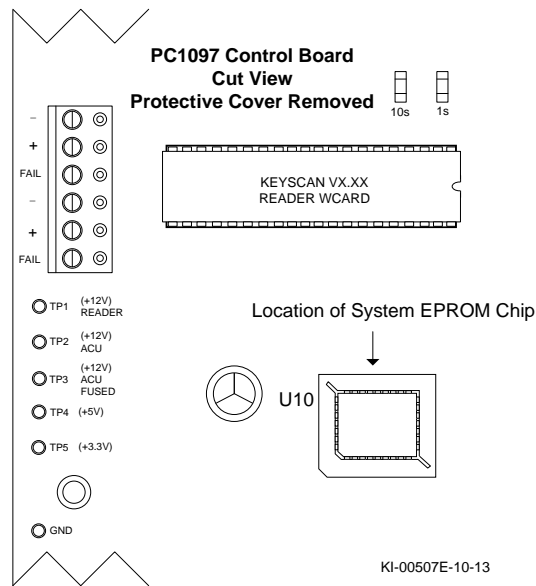 PC1097 Control Board
Cut View
Protective Cover Removed
10s
1s
–
+
FAIL
–
+
FAIL
KEYSCAN VX.XX
READER WCARD
TP1 (+12V)
READER
TP2 (+12V)
ACU
TP3 (+12V)
ACU
FUSED
TP4 (+5V)
TP5 (+3.3V)
GND
Location of System EPROM Chip
U10
KI-00507E-10-13